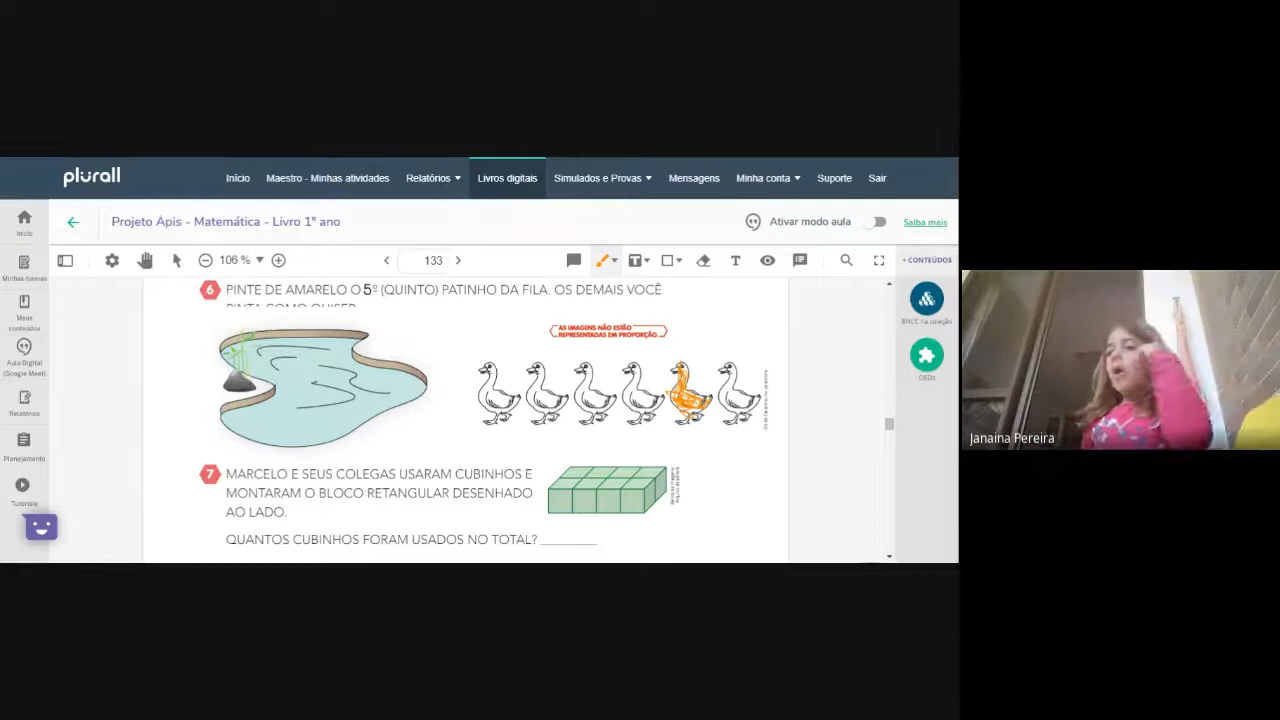 plurall
Início
Maestro - Minhas atividades
Relatórios
Livros digitais
Simulados e Provas
Mensagens
Minha conta
Suporte
Sair
Início
Projeto Apis - Matemática - Livro 1º ano
Ativar modo aula
Saiba mais
106 %
133
+ CONTEÚDOS
Minhas turmas
Meus
conteúdos
Aula Digital
(Google Meet)
Relatórios
Planejamento
Tutoriais
BNCC na coleção
OEDs
6 PINTE DE AMARELO O 5º (QUINTO) PATINHO DA FILA. OS DEMAIS VOCÊ
PINTA COMO QUISER.
AS IMAGENS NÃO ESTÃO
REPRESENTADAS EM PROPORÇÃO.
7 MARCELO E SEUS COLEGAS USARAM CUBINHOS E
MONTARAM O BLOCO RETANGULAR DESENHADO
AO LADO.
QUANTOS CUBINHOS FORAM USADOS NO TOTAL?
Janaina Pereira